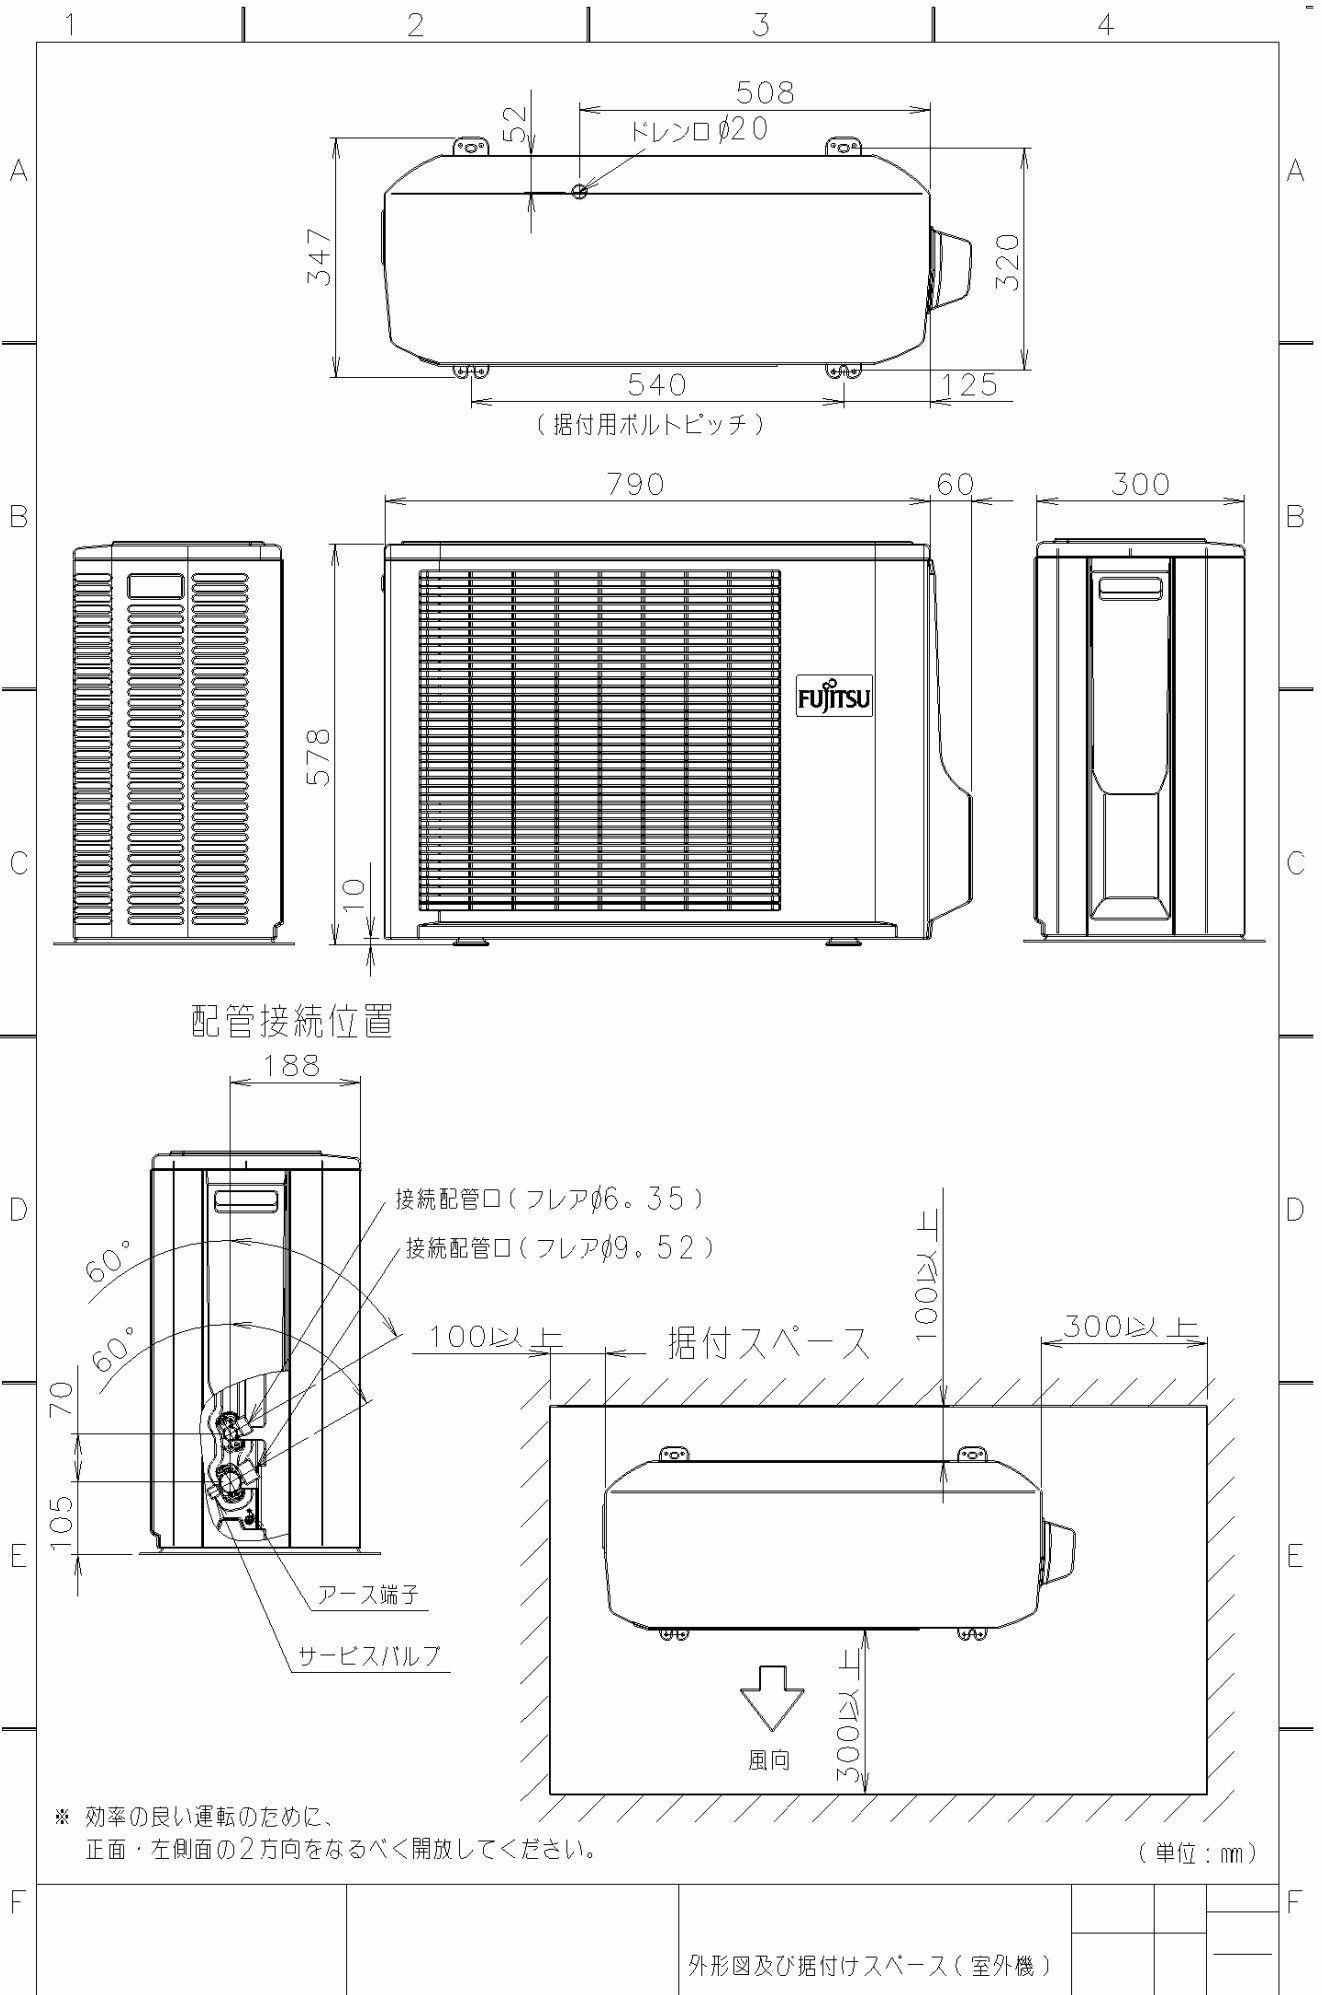 1 2 3 4
A
A
508
52
ドレン口 φ20
347
320
540
125
(据付用ボルトピッチ)
B
B
790
60
300
FUJITSU
578
10
C
C
配管接続位置
188
D
D
接続配管口(フレアφ6。35)
接続配管口(フレアφ9。52)
60°
60°
70
105
100以上
据付スペース
100以上
300以上
E
E
アース端子
サービスバルブ
300以上
風向
※ 効率の良い運転のために、
正面・左側面の2方向をなるべく開放してください。
(単位:mm)
F
F
外形図及び据付けスペース(室外機)